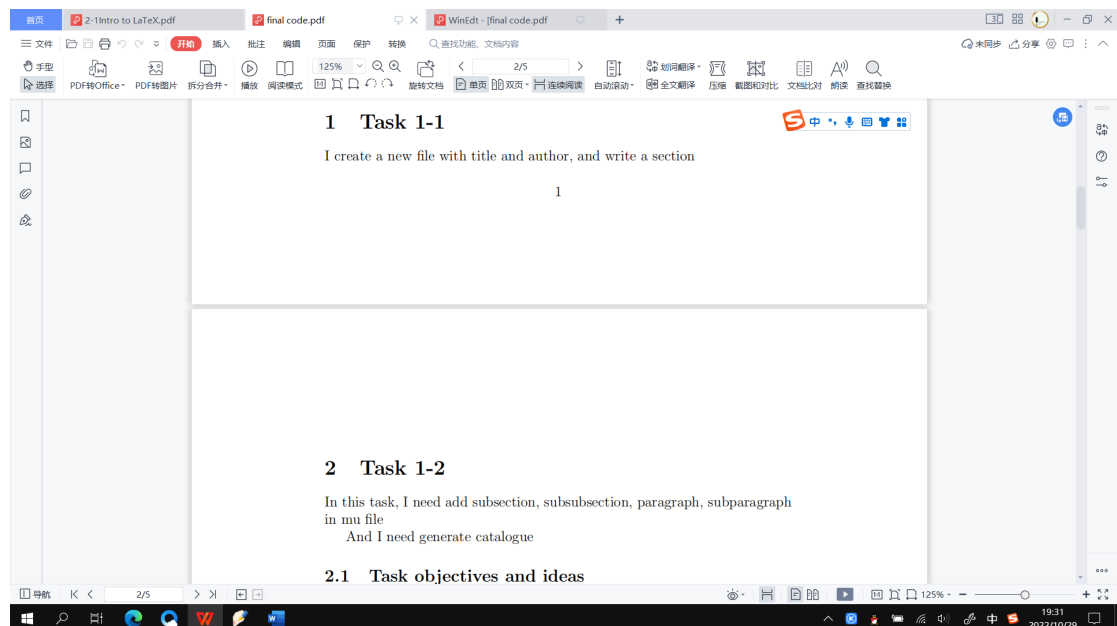 首页 2-1Intro to LaTeX.pdf final code.pdf WinEdt - [final code.pdf +
文件 开始 插入 批注 编辑 页面 保护 转换 查找功能、文档内容 未同步 分享
手型 125% 2/5 划词翻译
选择 PDF转Office PDF转图片 拆分合并 播放 阅读模式 旋转文档 单页 双页 连续阅读 自动滚动 全文翻译 压缩 截图和对比 文档比对 朗读 查找替换
1 Task 1-1
中
I create a new file with title and author, and write a section
1
2 Task 1-2
In this task, I need add subsection, subsubsection, paragraph, subparagraph
in mu file
And I need generate catalogue
2.1 Task objectives and ideas
导航 2/5 125%
中 19:31
2022/10/29